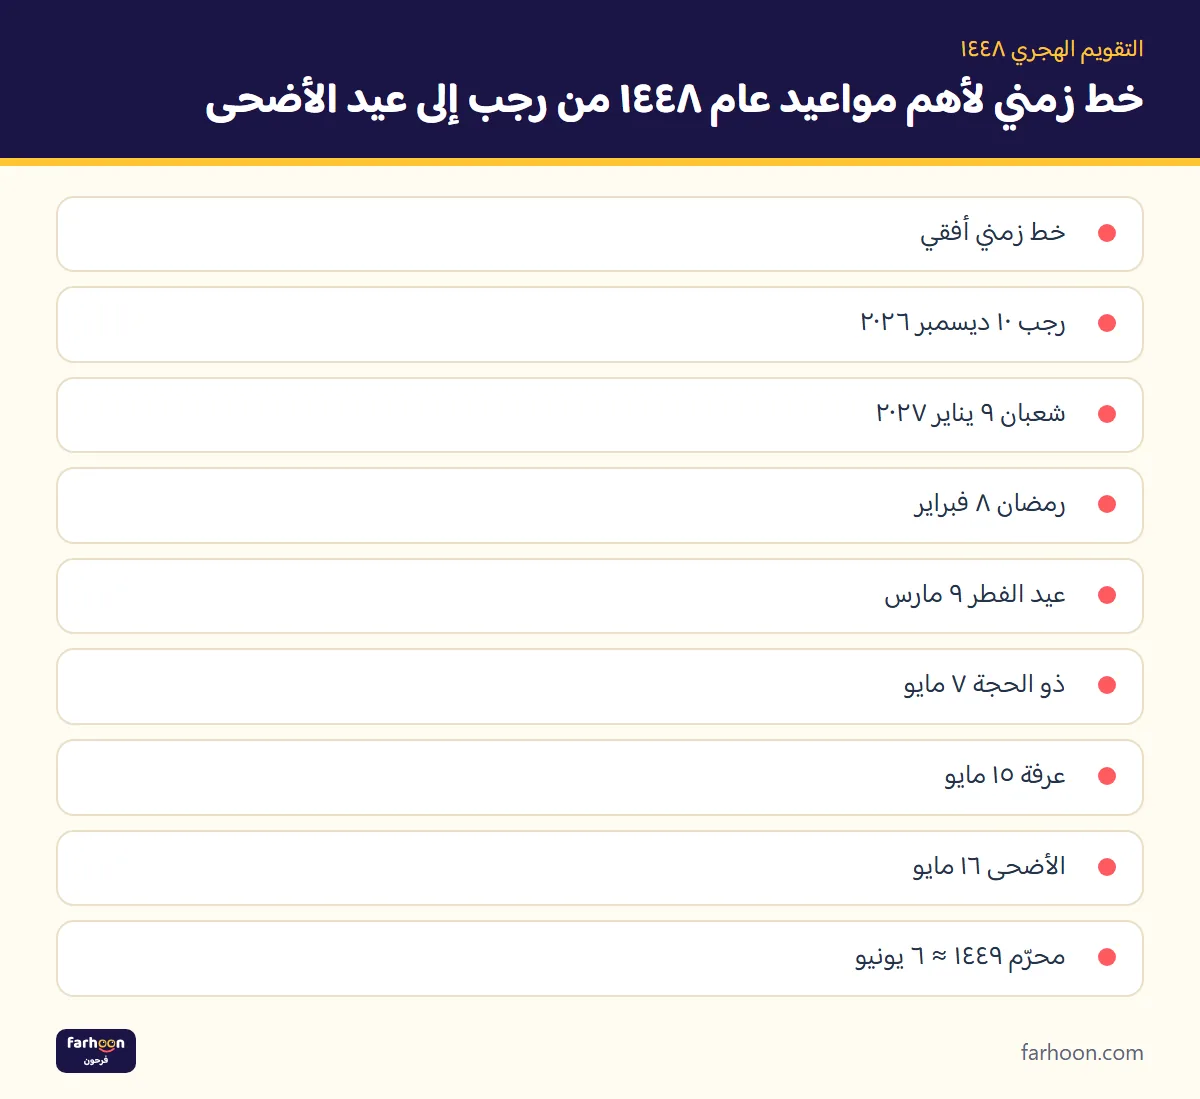 التقويم الهجري ١٤٤٨
خط زمني لأهم مواعيد عام ١٤٤٨ من رجب إلى عيد الأضحى
خط زمني أفقي
رجب ١٠ ديسمبر ٢٠٢٦
شعبان ٩ يناير ٢٠٢٧
رمضان ٨ فبراير
عيد الفطر ٩ مارس
ذو الحجة ٧ مايو
عرفة ١٥ مايو
الأضحى ١٦ مايو
محرّم ١٤٤٩ ≈ ٦ يونيو
farhoon.com
farhoon
فرحون